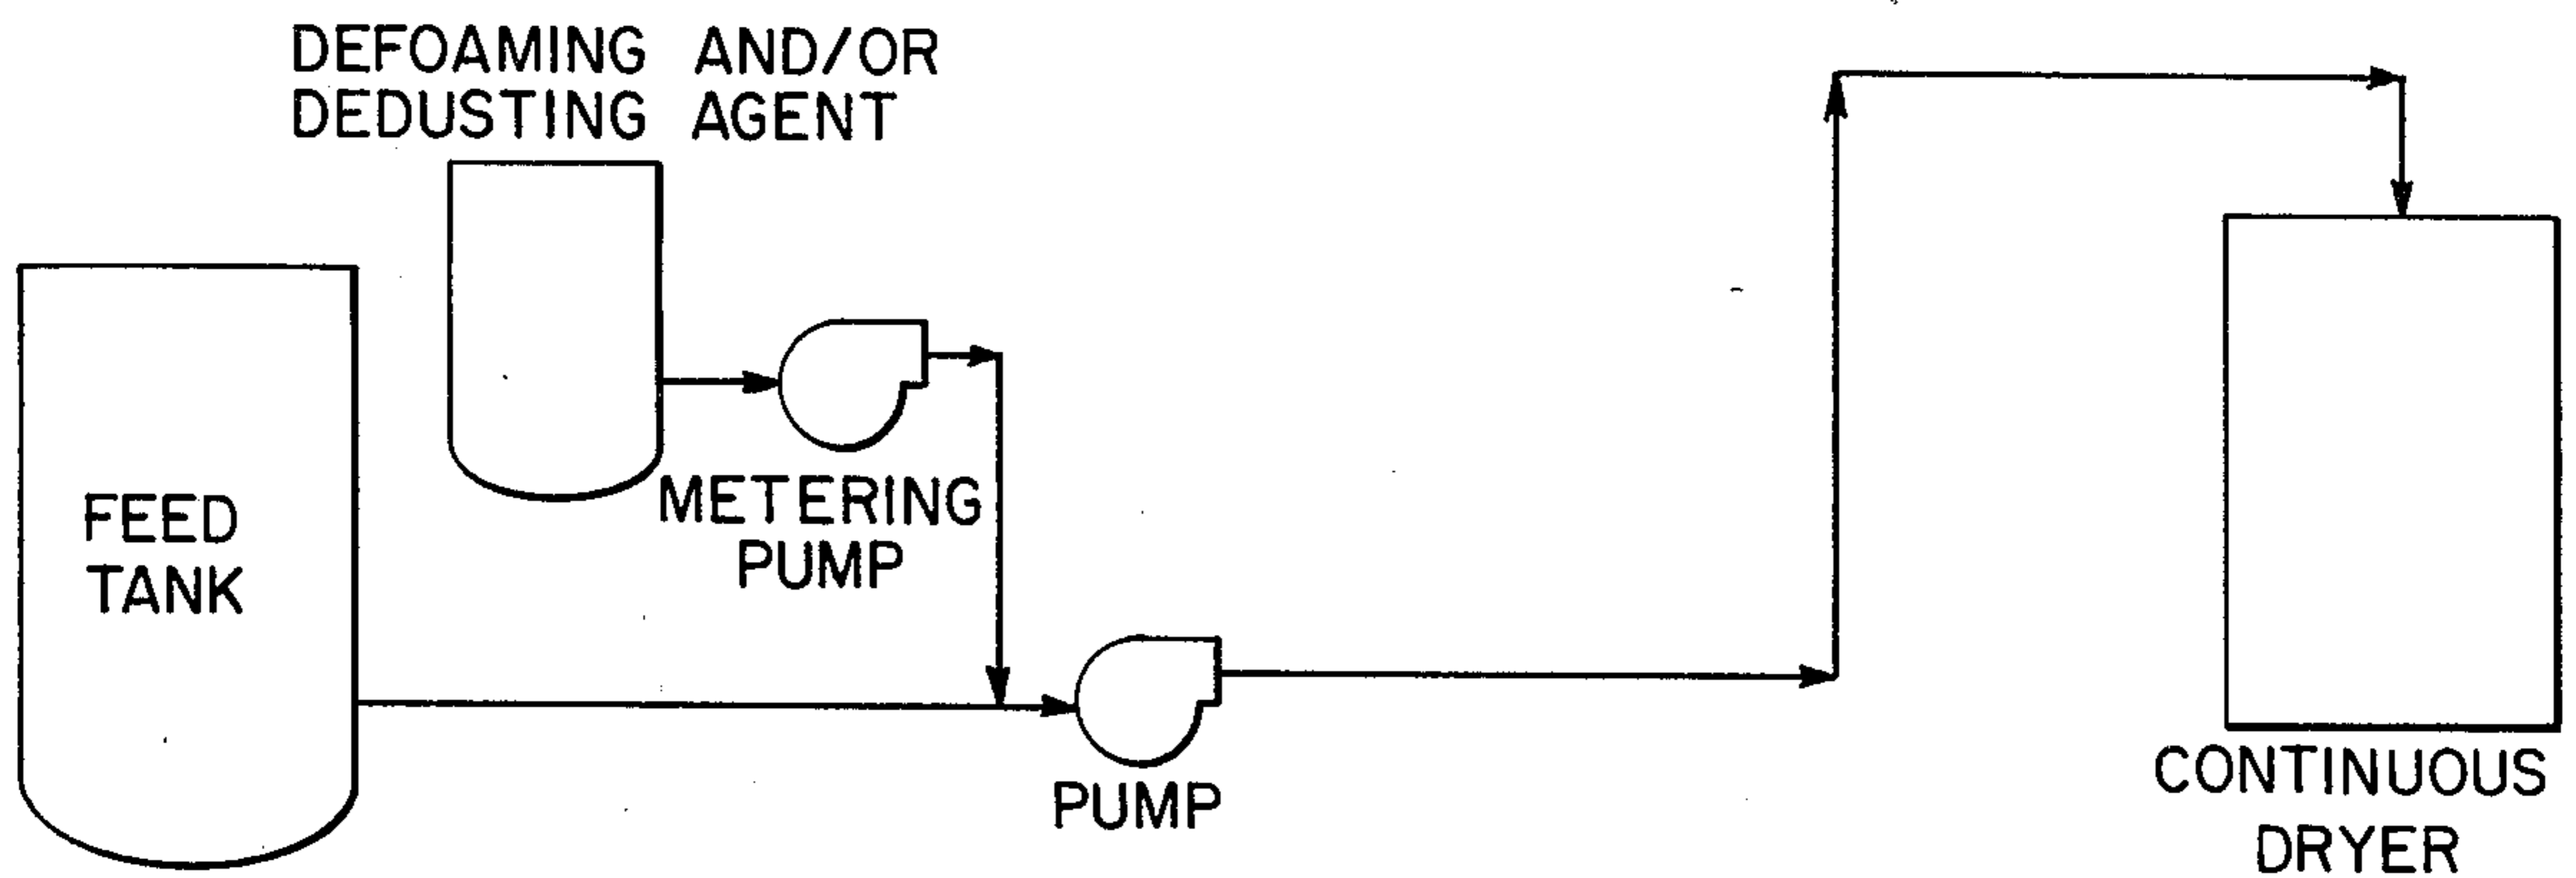 DEFOAMING AND/OR
DEDUSTING AGENT
FEED
TANK
METERING
PUMP
PUMP
CONTINUOUS
DRYER